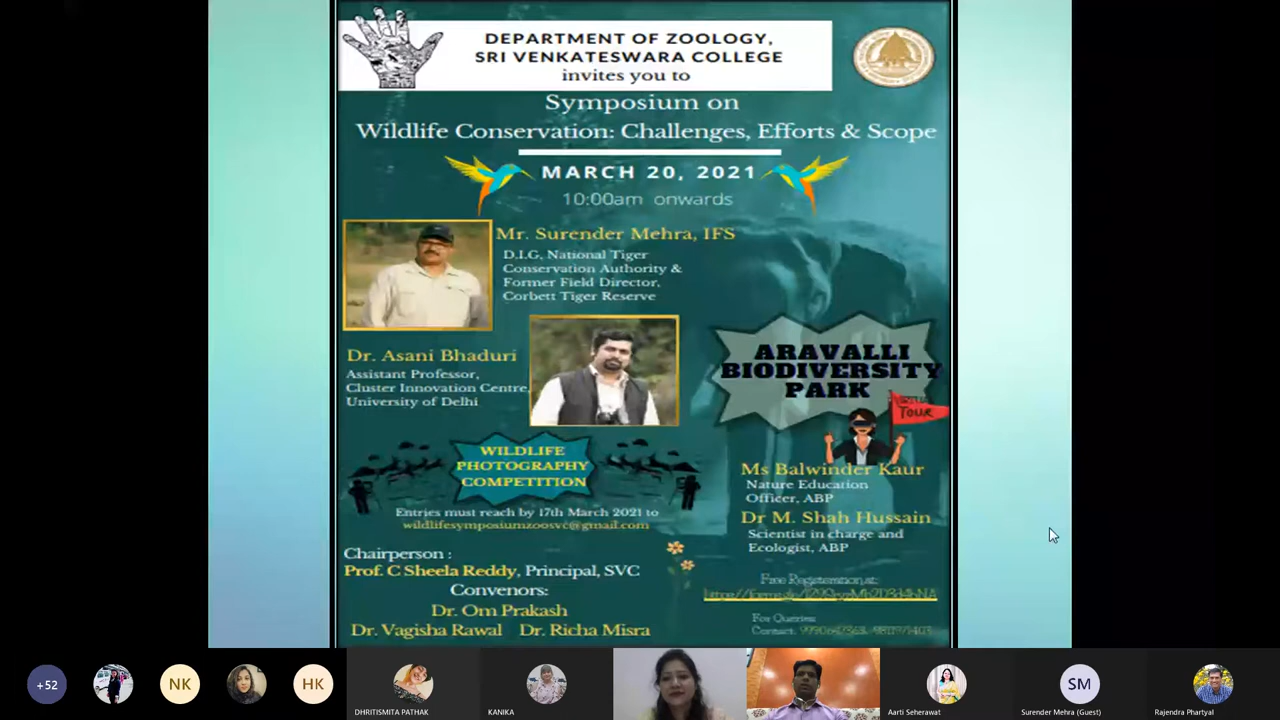 DEPARTMENT OF ZOOLOGY,
SRI VENKATESWARA COLLEGE
invites you to
Symposium on
Wildlife Conservation: Challenges, Efforts & Scope
MARCH 20, 2021
10:00am onwards
Mr. Surender Mehra, IFS
D.I.G, National Tiger
Conservation Authority &
Former Field Director,
Corbett Tiger Reserve
Dr. Asani Bhaduri
Assistant Professor,
Cluster Innovation Centre,
University of Delhi
ARAVALLI
BIODIVERSITY
PARK
VIRTUAL
TOUR
Ms Balwinder Kaur
Nature Education
Officer, ABP
Dr M. Shah Hussain
Scientist in charge and
Ecologist, ABP
WILDLIFE
PHOTOGRAPHY
COMPETITION
Entries must reach by 17th March 2021 to
wildlifesymposiumzoosvc@gmail.com
Chairperson :
Prof. C Sheela Reddy, Principal, SVC
Convenors:
Dr. Om Prakash
Dr. Vagisha Rawal Dr. Richa Misra
Free Registeration at:
For Queries
Contact:
+52
NK
HK
DHRITISMITA PATHAK
KANIKA
Aarti Seherawat
SM
Surender Mehra (Guest)
Rajendra Phartyal